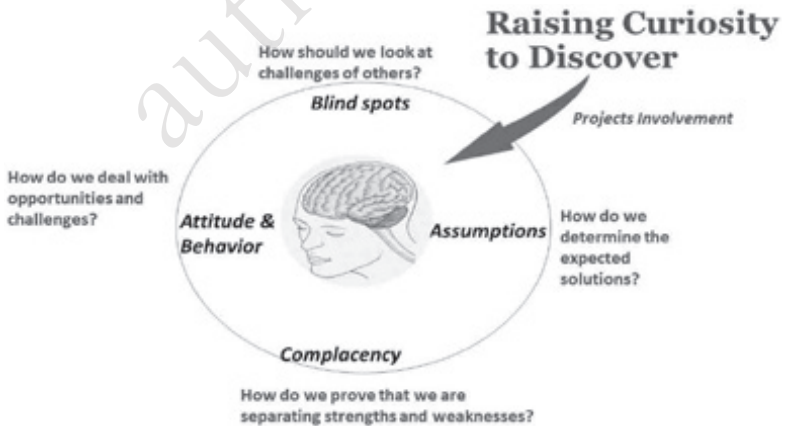 Raising Curiosity
to Discover
How should we look at
challenges of others?
Blind spots
Projects Involvement
How do we deal with
opportunities and
challenges?
Attitude &
Behavior
Assumptions
How do we
determine the
expected
solutions?
Complacency
How do we prove that we are
separating strengths and weaknesses?